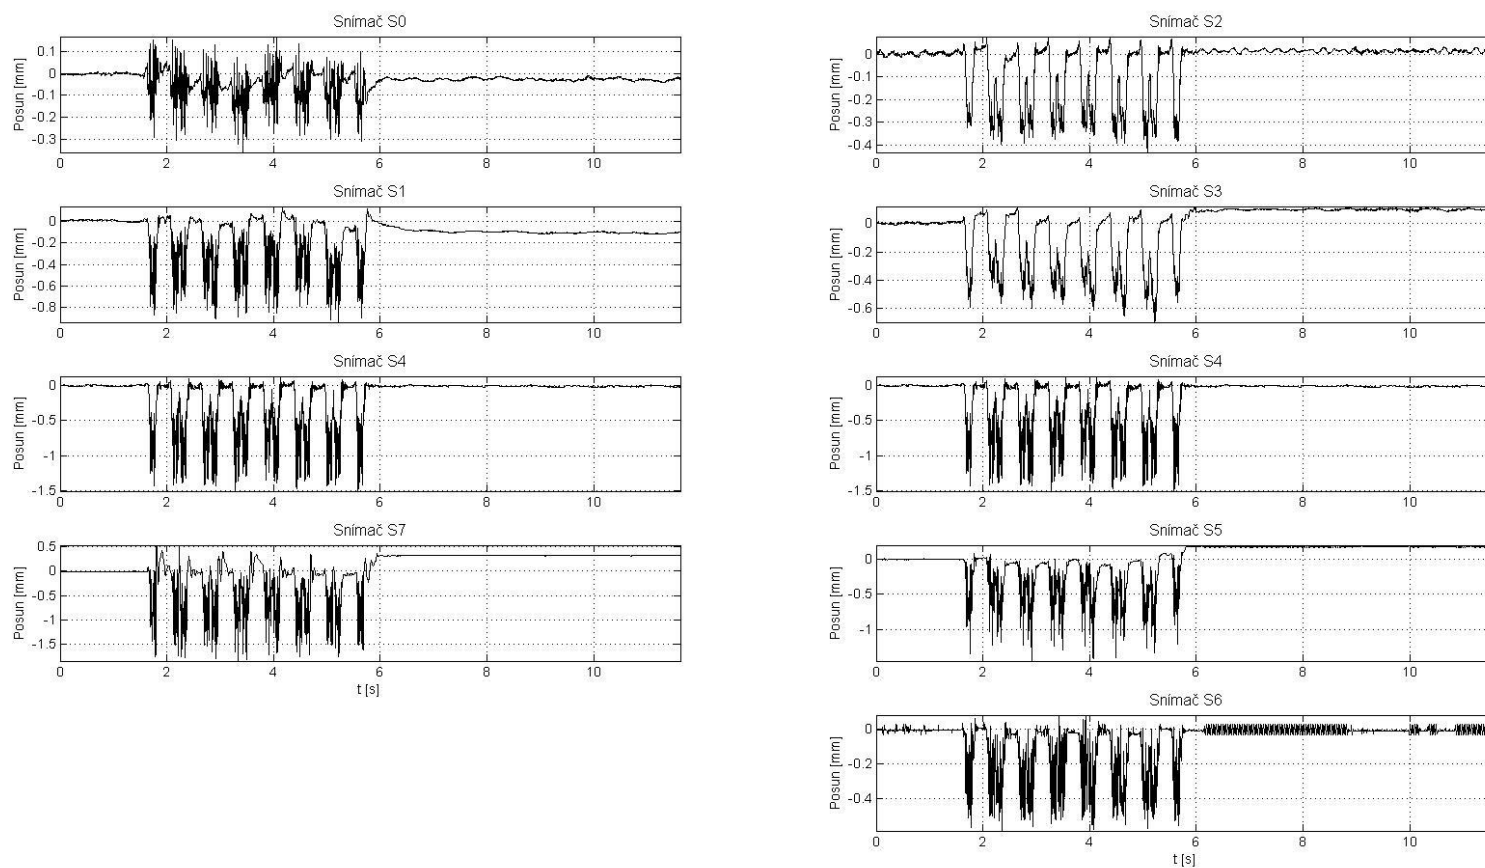 Snímač S0
Posun [mm]
0.1
0
-0.1
-0.2
-0.3
0 2 4 6 8 10
Snímač S1
Posun [mm]
0
-0.2
-0.4
-0.6
-0.8
0 2 4 6 8 10
Snímač S4
Posun [mm]
0
-0.5
-1
-1.5
0 2 4 6 8 10
Snímač S7
Posun [mm]
0.5
0
-0.5
-1
-1.5
0 2 4 6 8 10
t [s]
Snímač S2
Posun [mm]
0
-0.1
-0.2
-0.3
-0.4
0 2 4 6 8 10
Snímač S3
Posun [mm]
0
-0.2
-0.4
-0.6
0 2 4 6 8 10
Snímač S4
Posun [mm]
0
-0.5
-1
-1.5
0 2 4 6 8 10
Snímač S5
Posun [mm]
0
-0.5
-1
0 2 4 6 8 10
Snímač S6
Posun [mm]
0
-0.2
-0.4
0 2 4 6 8 10
t [s]